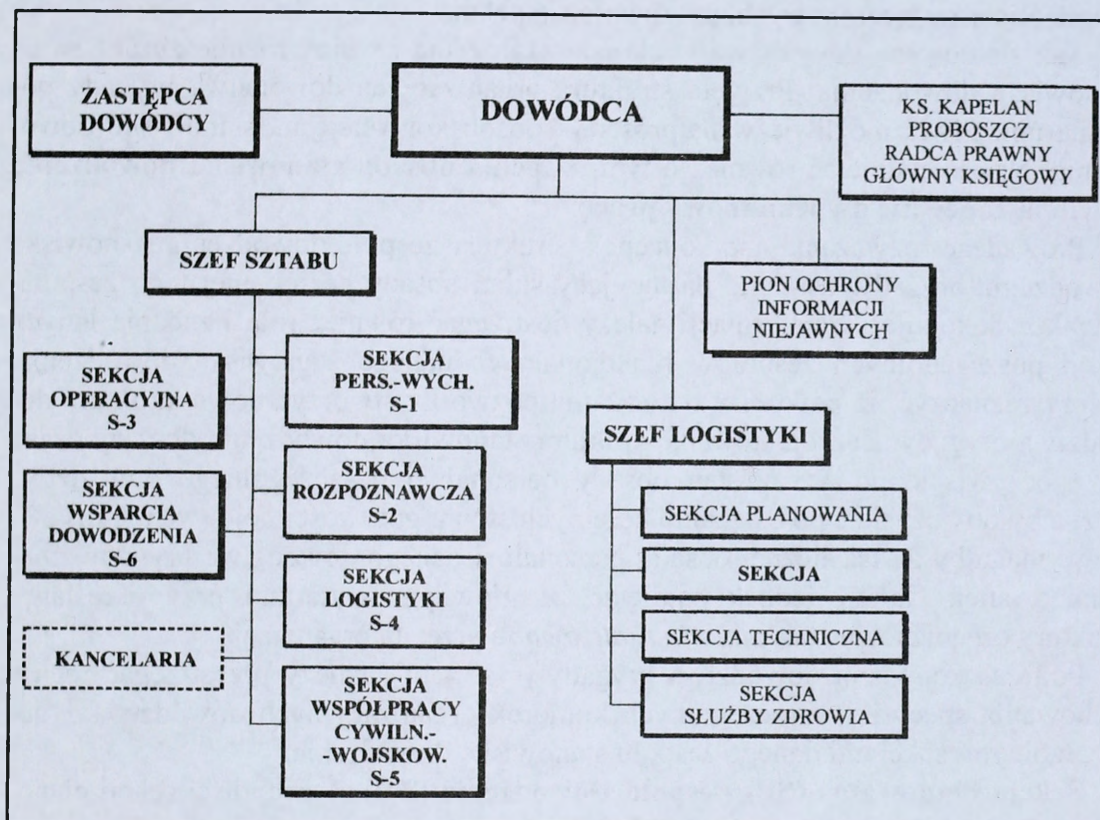 ZASTĘPCA
DOWÓDCY
DOWÓDCA
KS. KAPELAN
PROBOSZCZ
RADCA PRAWNY
GŁÓWNY KSIĘGOWY
SZEF SZTABU
PION OCHRONY
INFORMACJI
NIEJAWNYCH
SEKCJA
OPERACYJNA
S-3
SEKCJA
PERS.-WYCH.
S-1
SEKCJA
WSPARCIA
DOWODZENIA
S-6
SEKCJA
ROZPOZNAWCZA
S-2
SEKCJA
LOGISTYKI
S-4
KANCELARIA
SEKCJA
WSPÓŁPRACY
CYWILN.-
-WOJSKOW.
S-5
SZEF LOGISTYKI
SEKCJA PLANOWANIA
SEKCJA
SEKCJA TECHNICZNA
SEKCJA
SŁUŻBY ZDROWIA